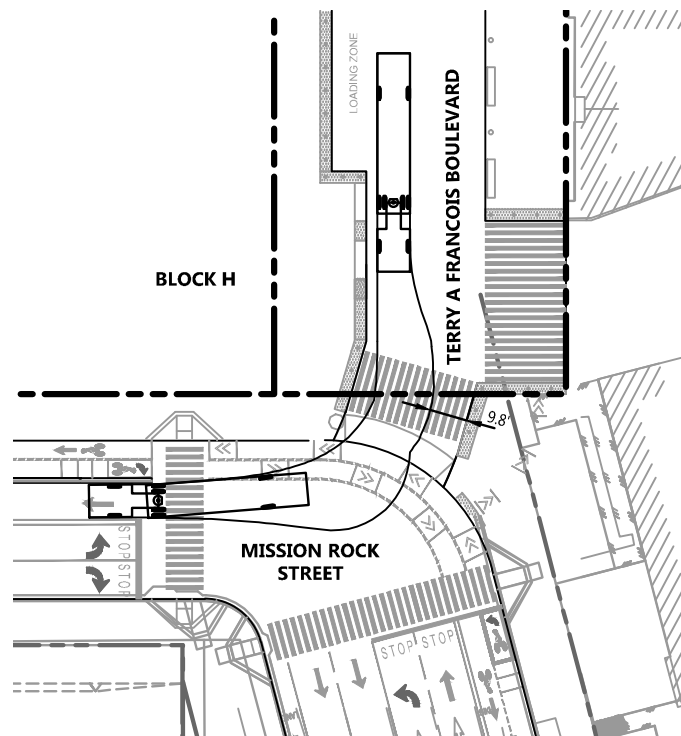 LOADING ZONE
TERRY A FRANCOIS BOULEVARD
BLOCK H
9.8'
STOP
STOP
MISSION ROCK
STREET
STOP STOP